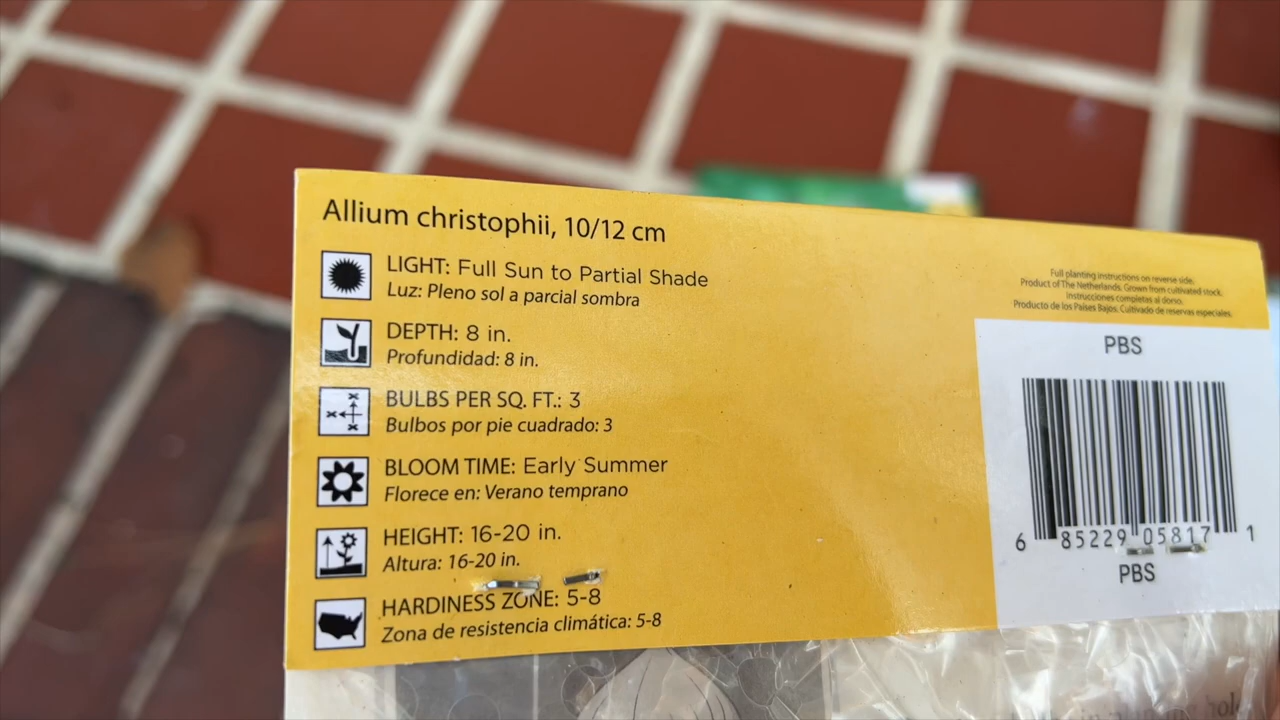 Allium christophii, 10/12 cm
LIGHT: Full Sun to Partial Shade
Luz: Pleno sol a parcial sombra
DEPTH: 8 in.
Profundidad: 8 in.
BULBS PER SQ. FT.: 3
Bulbos por pie cuadrado: 3
BLOOM TIME: Early Summer
Florece en: Verano temprano
HEIGHT: 16-20 in.
Altura: 16-20 in.
HARDINESS ZONE: 5-8
Zona de resistencia climática: 5-8
Full planting instructions on reverse side.
Product of The Netherlands. Grown from cultivated stock.
Instrucciones completas al dorso.
Producto de los Países Bajos. Cultivado de reservas especiales.
PBS
6 85229 05817 1
PBS